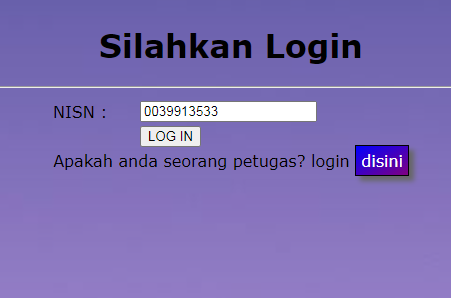 Silahkan Login
NISN : 0039913533
LOG IN
Apakah anda seorang petugas? login disini